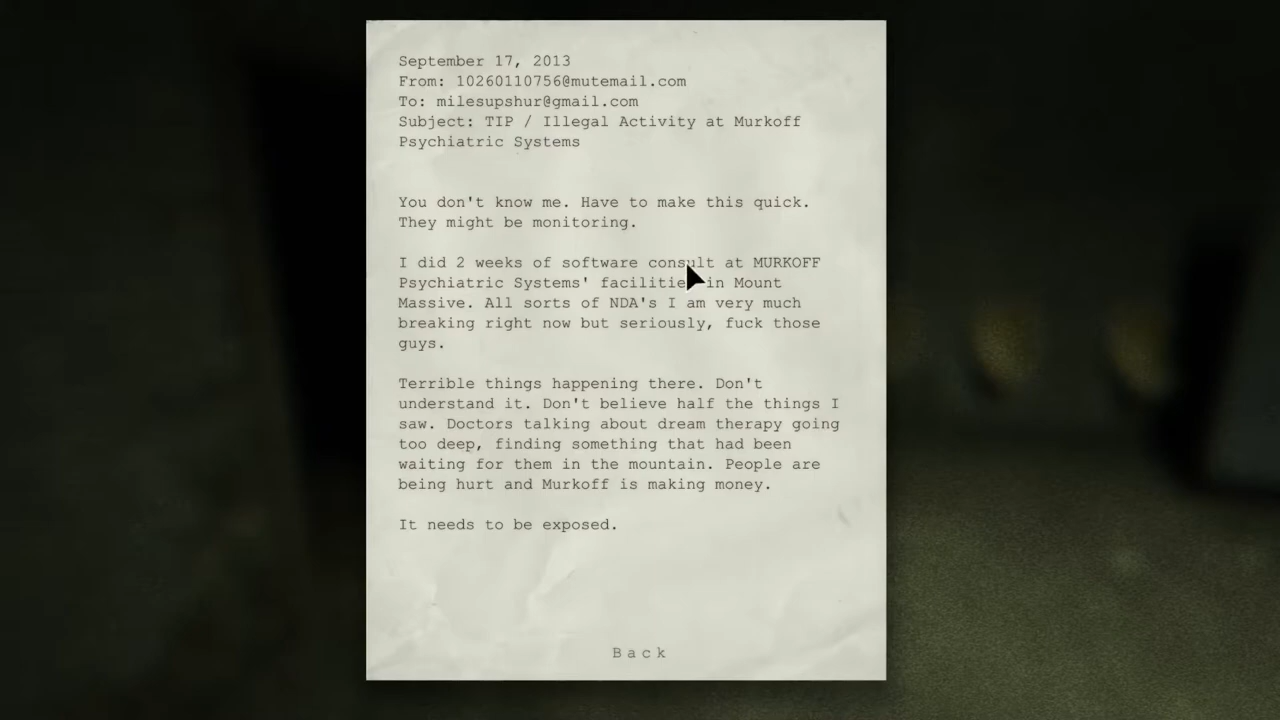 September 17, 2013
From: 10260110756@mutemail.com
To: milesupshur@gmail.com
Subject: TIP / Illegal Activity at Murkoff
Psychiatric Systems
You don't know me. Have to make this quick.
They might be monitoring.
I did 2 weeks of software consult at MURKOFF
Psychiatric Systems' facilities in Mount
Massive. All sorts of NDA's I am very much
breaking right now but seriously, fuck those
guys.
Terrible things happening there. Don't
understand it. Don't believe half the things I
saw. Doctors talking about dream therapy going
too deep, finding something that had been
waiting for them in the mountain. People are
being hurt and Murkoff is making money.
It needs to be exposed.
Back